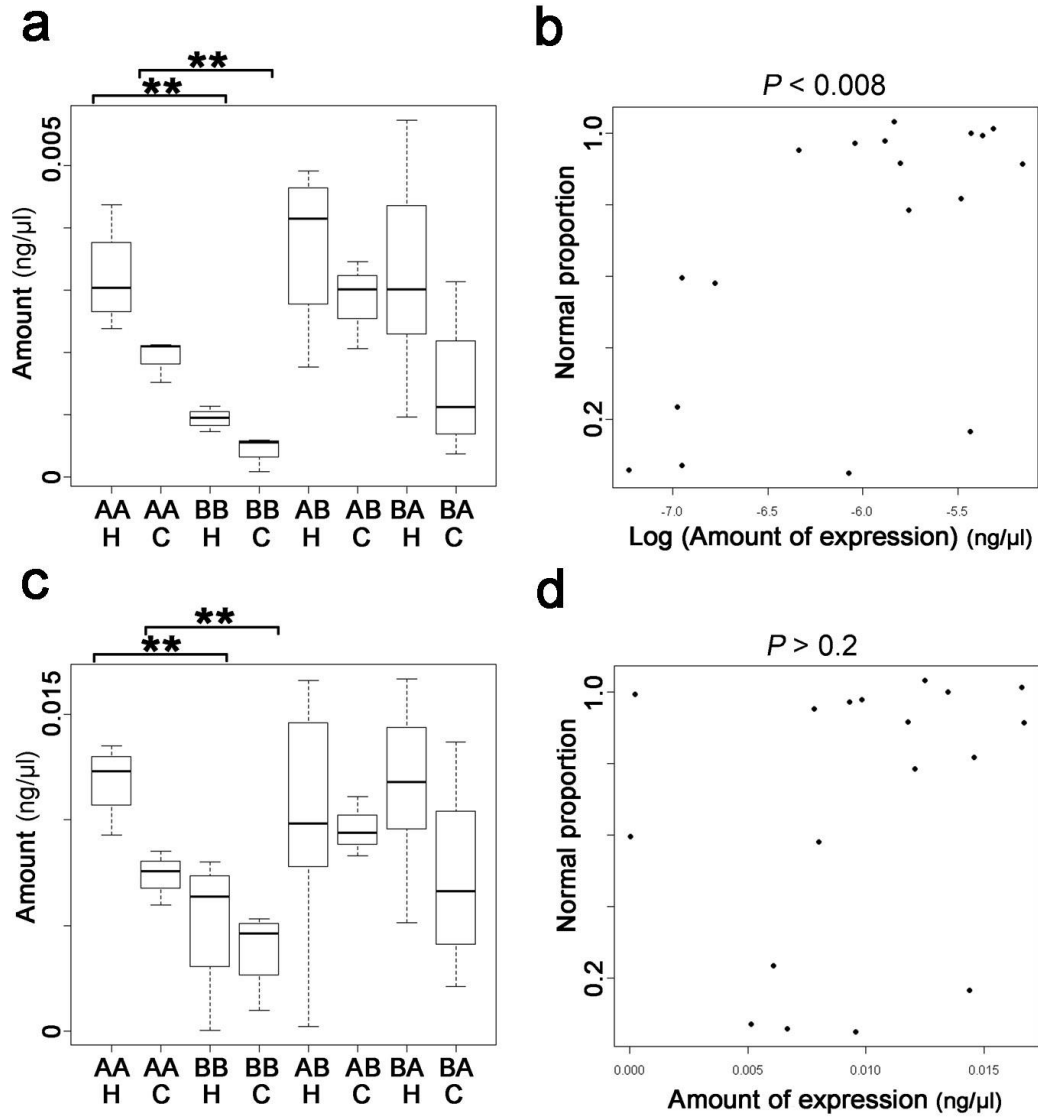 a
**
**
Amount (ng/µl)
0.005
0
AA AA BB BB AB AB BA BA
H C H C H C H C
b
P < 0.008
Normal proportion
1.0
0.2
-7.0 -6.5 -6.0 -5.5
Log (Amount of expression) (ng/µl)
c
**
**
Amount (ng/µl)
0.015
0
AA AA BB BB AB AB BA BA
H C H C H C H C
d
P > 0.2
Normal proportion
1.0
0.2
0.000 0.005 0.010 0.015
Amount of expression (ng/µl)